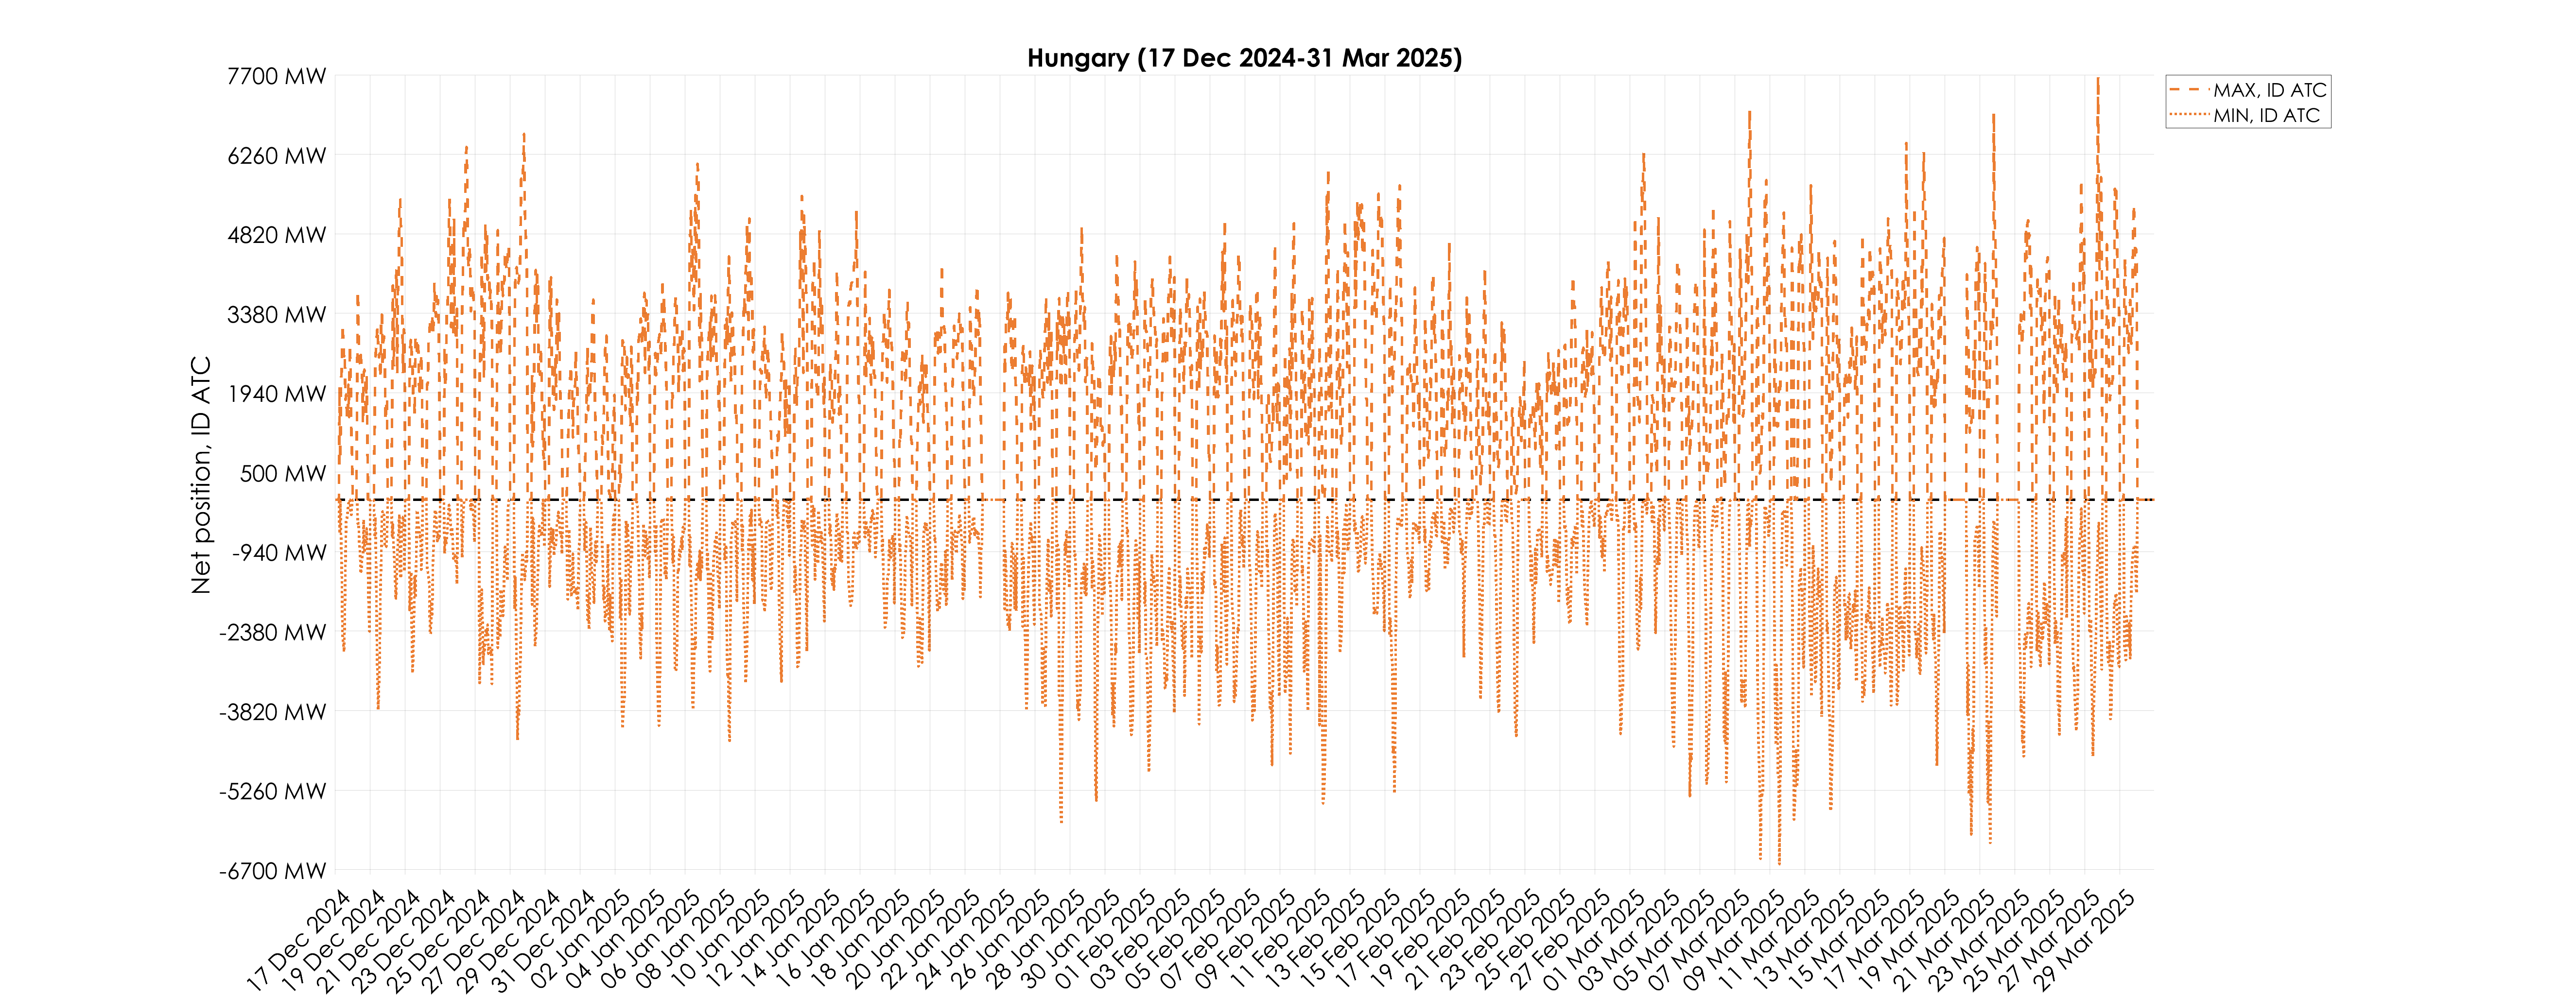 Hungary (17 Dec 2024-31 Mar 2025)
7700 MW
6260 MW
4820 MW
3380 MW
1940 MW
500 MW
-940 MW
-2380 MW
-3820 MW
-5260 MW
-6700 MW
Net position, ID ATC
MAX, ID ATC
MIN, ID ATC
17 Dec 2024
19 Dec 2024
21 Dec 2024
23 Dec 2024
25 Dec 2024
27 Dec 2024
29 Dec 2024
31 Dec 2024
02 Jan 2025
04 Jan 2025
06 Jan 2025
08 Jan 2025
10 Jan 2025
12 Jan 2025
14 Jan 2025
16 Jan 2025
18 Jan 2025
20 Jan 2025
22 Jan 2025
24 Jan 2025
26 Jan 2025
28 Jan 2025
30 Jan 2025
01 Feb 2025
03 Feb 2025
05 Feb 2025
07 Feb 2025
09 Feb 2025
11 Feb 2025
13 Feb 2025
15 Feb 2025
17 Feb 2025
19 Feb 2025
21 Feb 2025
23 Feb 2025
25 Feb 2025
27 Feb 2025
01 Mar 2025
03 Mar 2025
05 Mar 2025
07 Mar 2025
09 Mar 2025
11 Mar 2025
13 Mar 2025
15 Mar 2025
17 Mar 2025
19 Mar 2025
21 Mar 2025
23 Mar 2025
25 Mar 2025
27 Mar 2025
29 Mar 2025